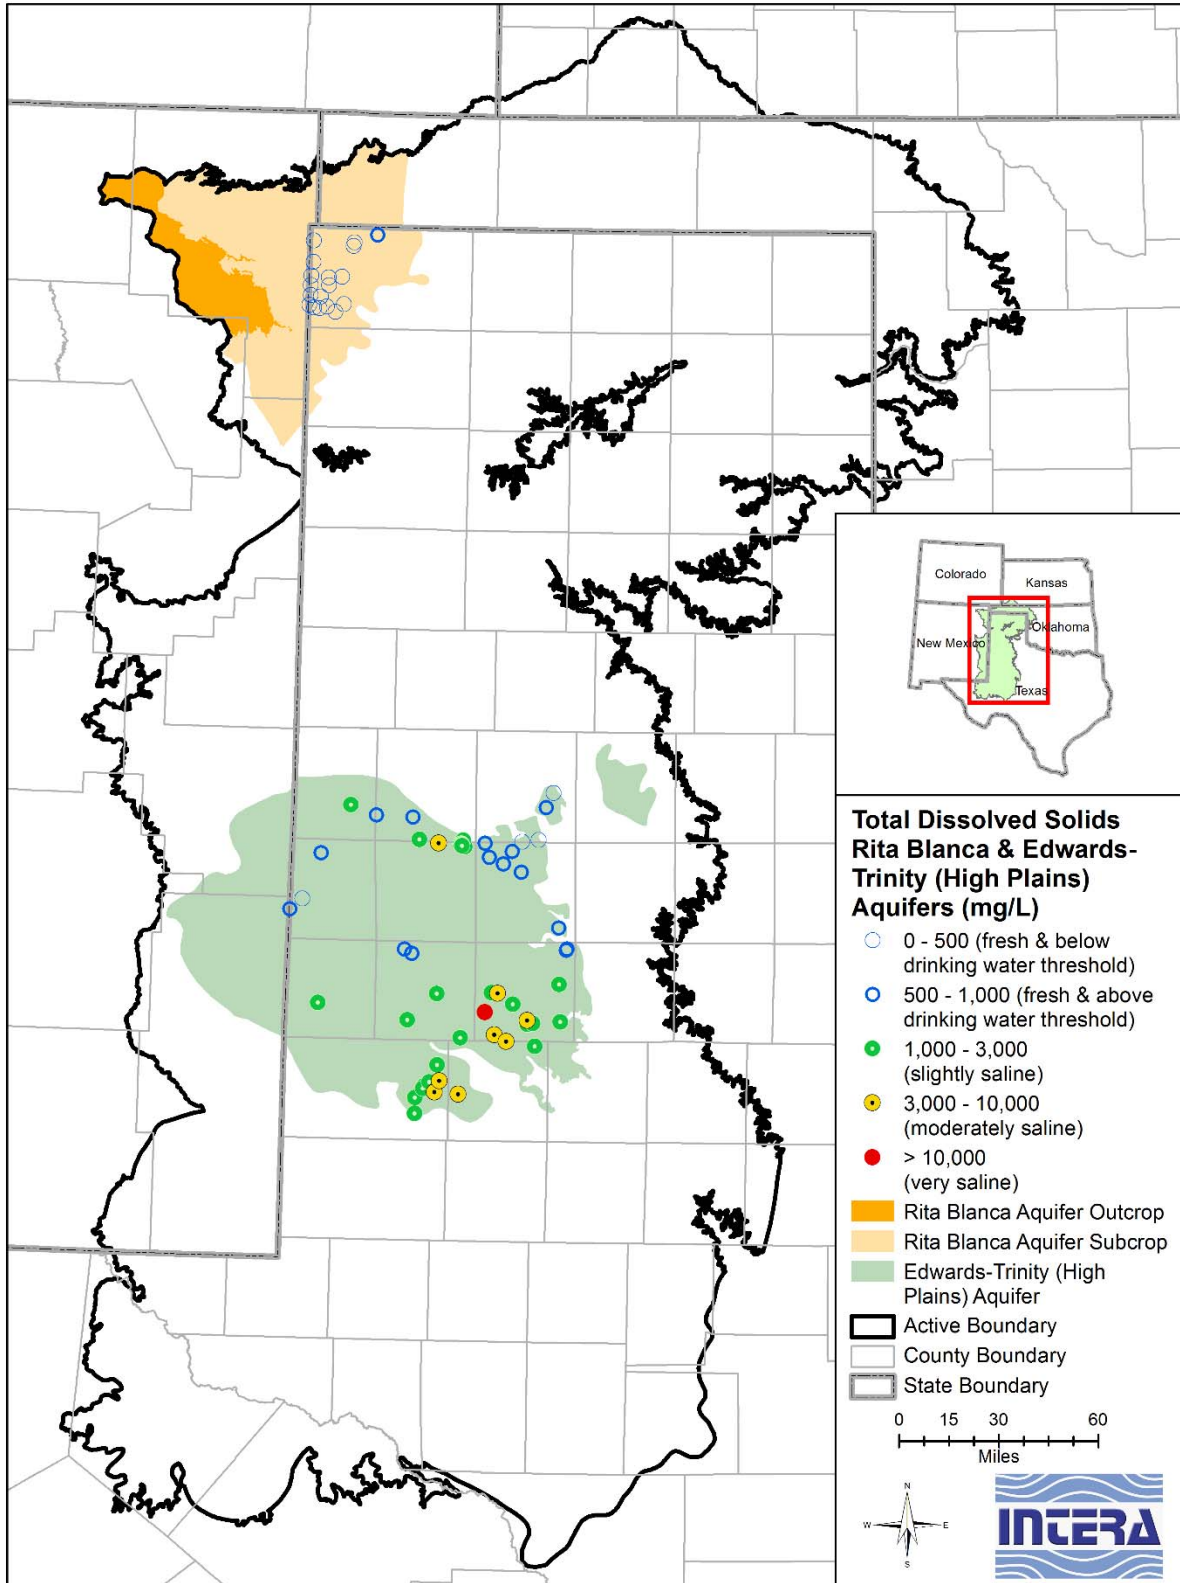 Colorado
Kansas
New Mexico
Oklahoma
Texas
Total Dissolved Solids
Rita Blanca & Edwards-
Trinity (High Plains)
Aquifers (mg/L)
0 - 500 (fresh & below
drinking water threshold)
500 - 1,000 (fresh & above
drinking water threshold)
1,000 - 3,000
(slightly saline)
3,000 - 10,000
(moderately saline)
> 10,000
(very saline)
Rita Blanca Aquifer Outcrop
Rita Blanca Aquifer Subcrop
Edwards-Trinity (High
Plains) Aquifer
Active Boundary
County Boundary
State Boundary
0 15 30 60
Miles
N
W E
S
INTERA